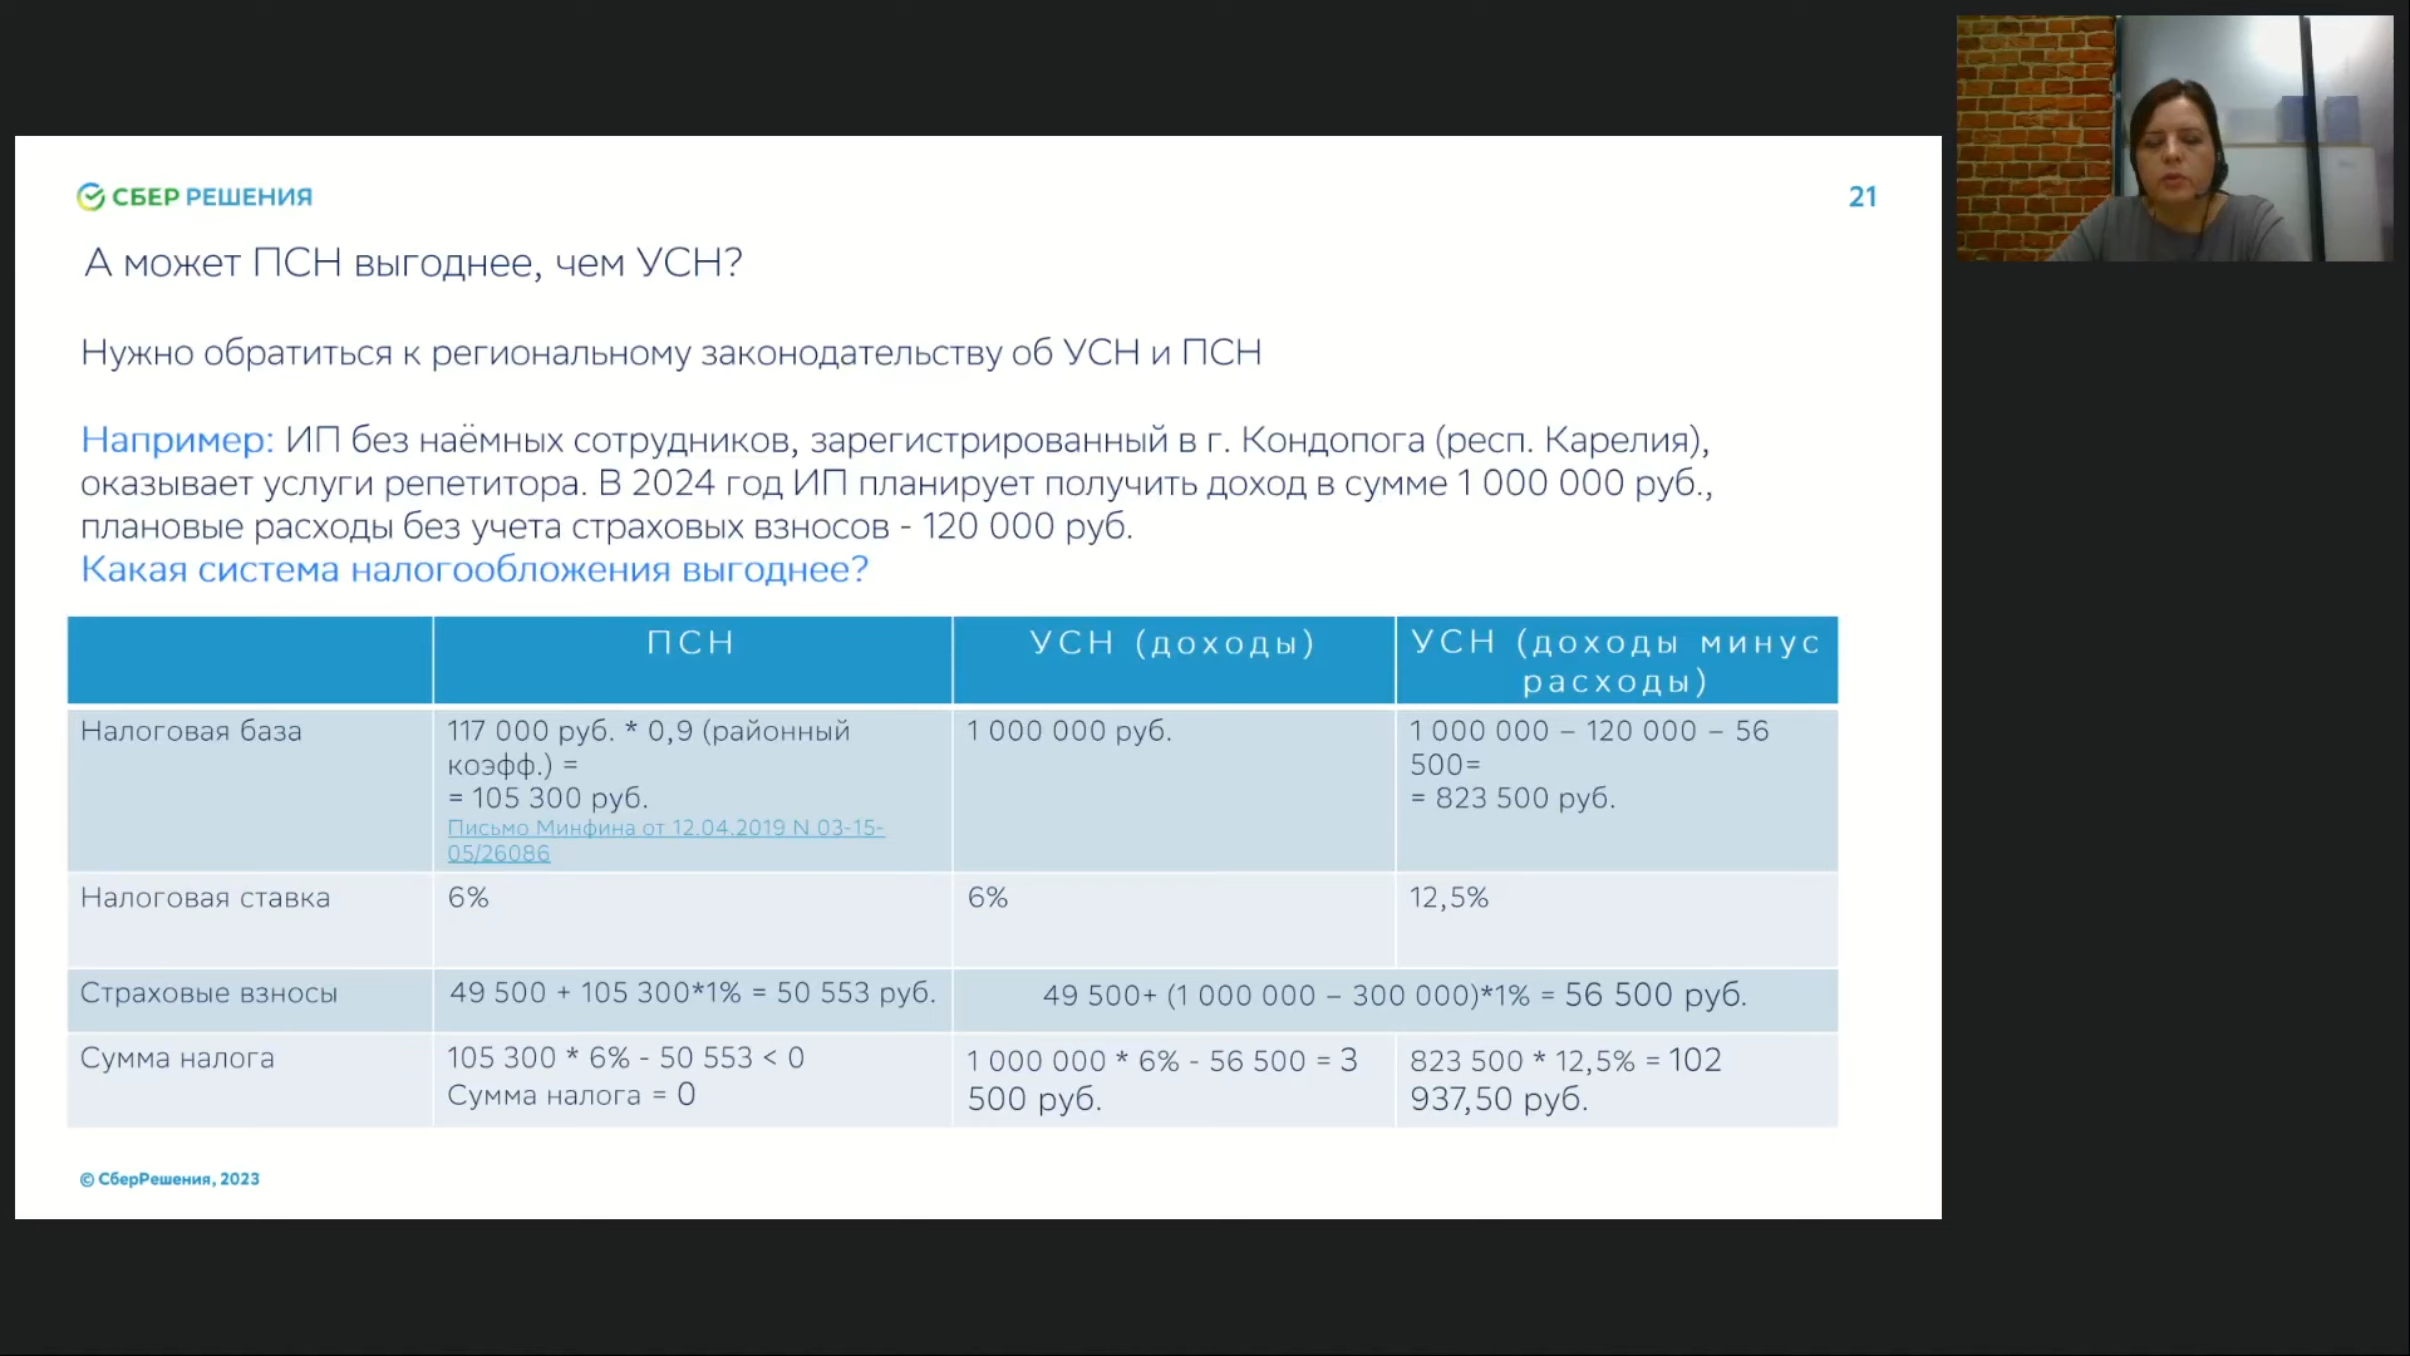 СБЕР РЕШЕНИЯ
21
А может ПСН выгоднее, чем УСН?
Нужно обратиться к региональному законодательству об УСН и ПСН
Например: ИП без наёмных сотрудников, зарегистрированный в г. Кондопога (респ. Карелия),
оказывает услуги репетитора. В 2024 год ИП планирует получить доход в сумме 1 000 000 руб.,
плановые расходы без учета страховых взносов - 120 000 руб.
Какая система налогообложения выгоднее?
ПСН
УСН (доходы)
УСН (доходы минус
расходы)
Налоговая база
117 000 руб. * 0,9 (районный
коэфф.) =
= 105 300 руб.
Письмо Минфина от 12.04.2019 N 03-15-
05/26086
1 000 000 руб.
1 000 000 – 120 000 – 56
500=
= 823 500 руб.
Налоговая ставка
6%
6%
12,5%
Страховые взносы
49 500 + 105 300*1% = 50 553 руб.
49 500+ (1 000 000 – 300 000)*1% = 56 500 руб.
Сумма налога
105 300 * 6% - 50 553 < 0
Сумма налога = 0
1 000 000 * 6% - 56 500 = 3
500 руб.
823 500 * 12,5% = 102
937,50 руб.
© СберРешения, 2023